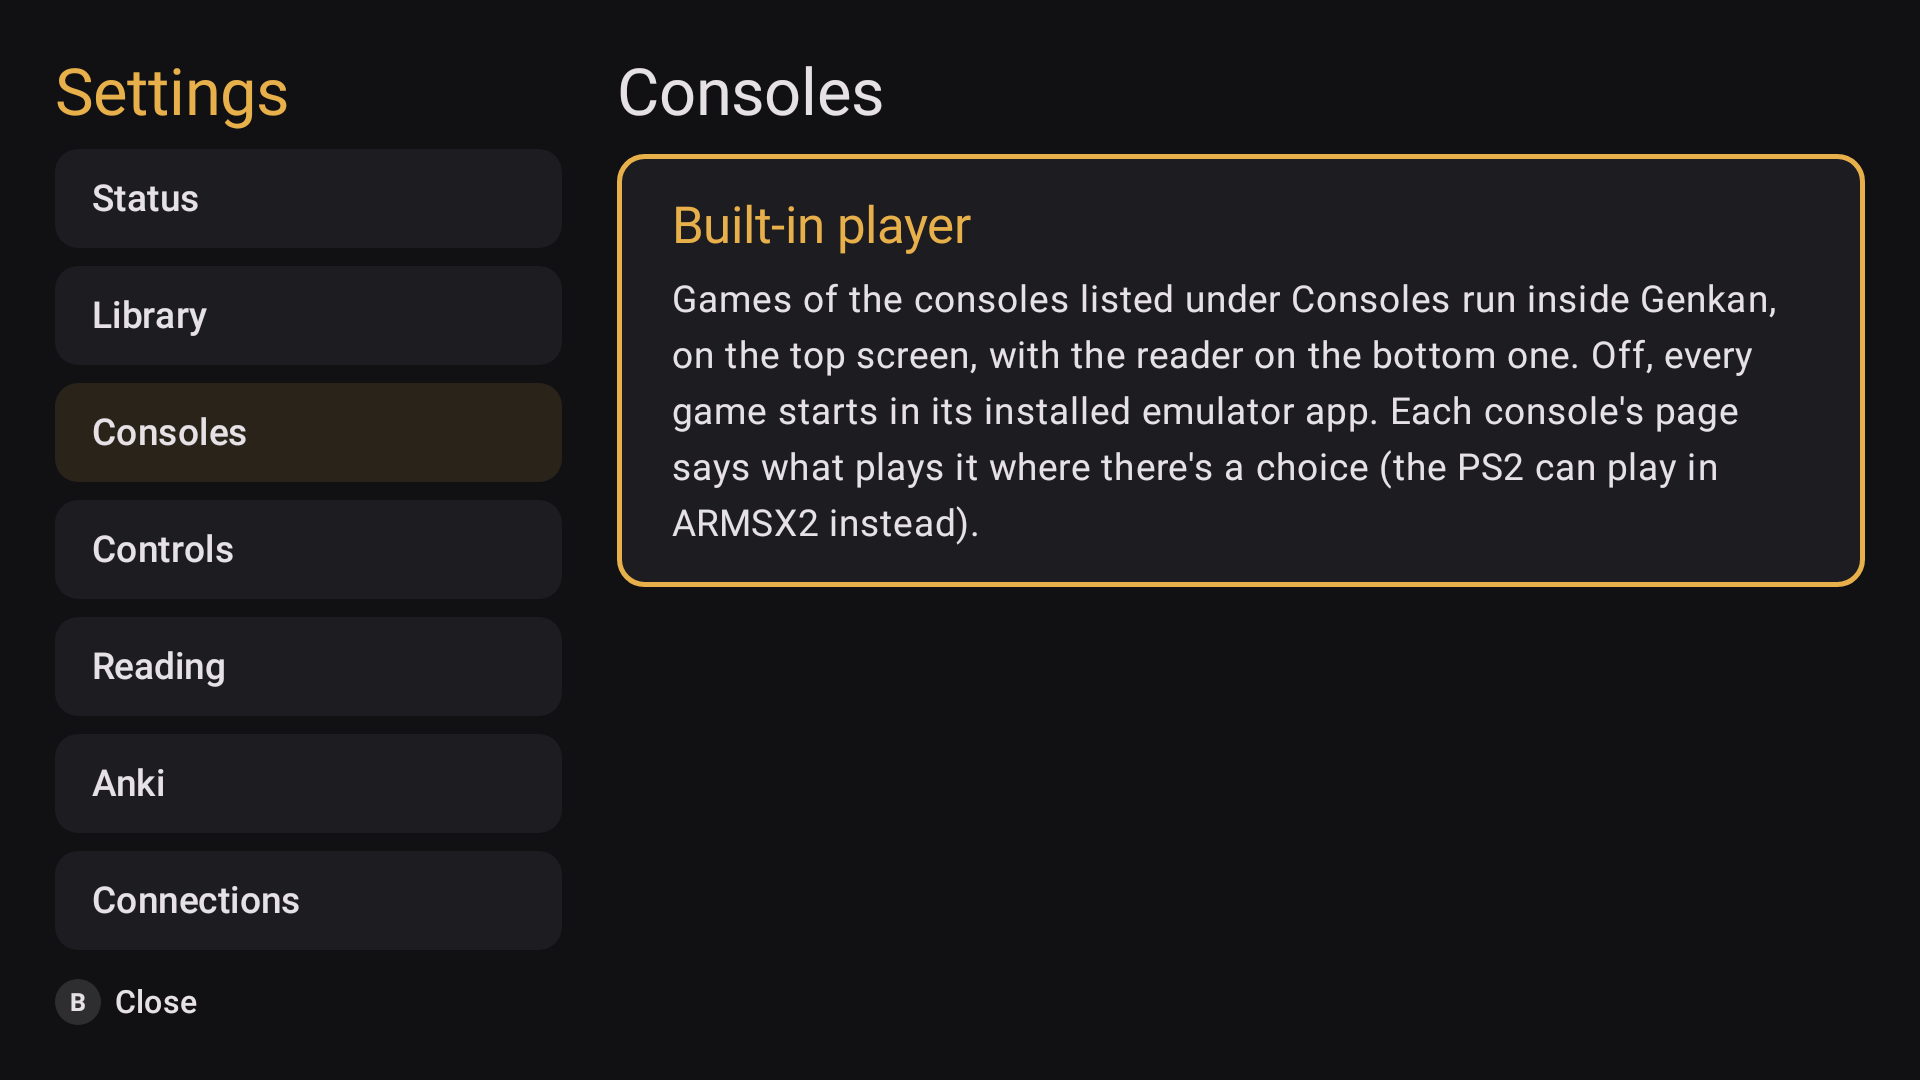 Settings
Status
Library
Consoles
Controls
Reading
Anki
Connections
B Close
Consoles
Built-in player
Games of the consoles listed under Consoles run inside Genkan,
on the top screen, with the reader on the bottom one. Off, every
game starts in its installed emulator app. Each console's page
says what plays it where there's a choice (the PS2 can play in
ARMSX2 instead).